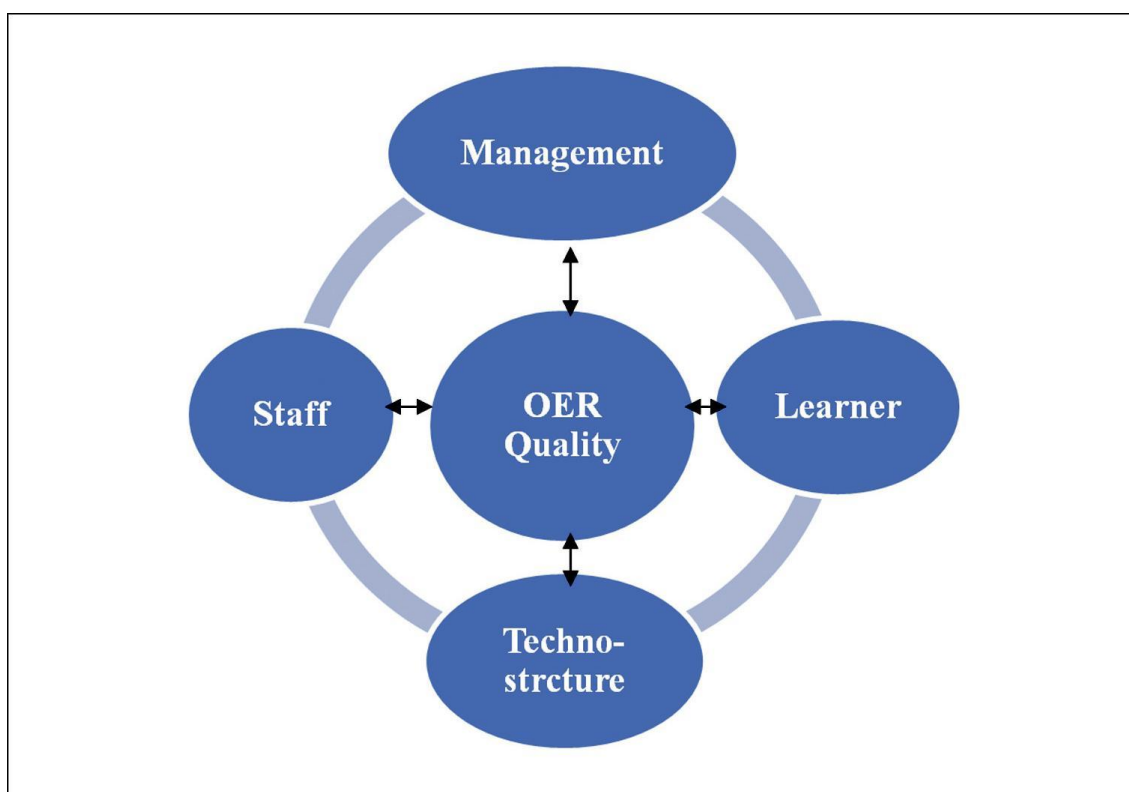 Management
Staff
OER
Quality
Learner
Techno-
strcture